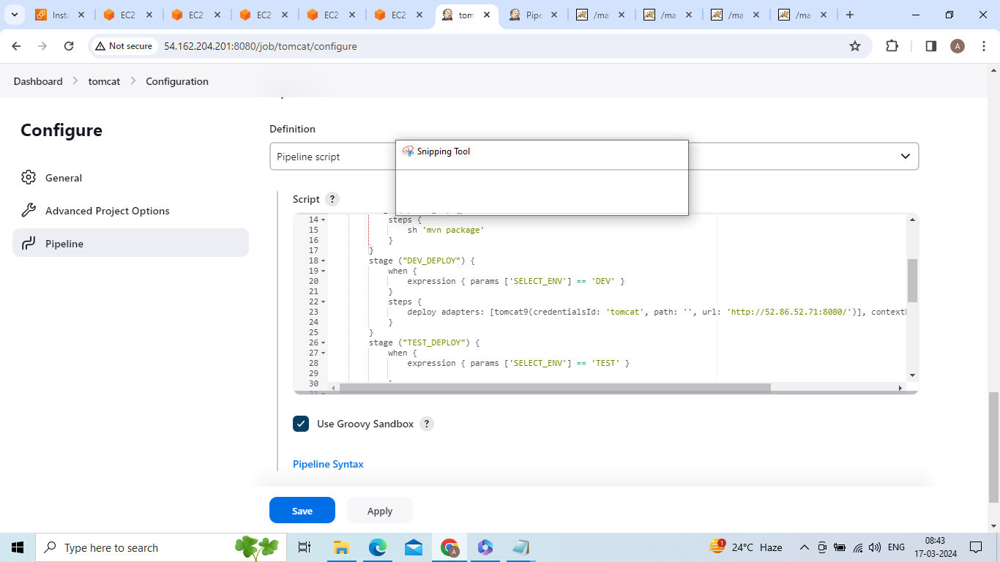 Insta
EC2
EC2
EC2
EC2
EC2
tom
Pipe
/ma
/ma
/ma
/ma
Not secure
54.162.204.201:8080/job/tomcat/configure
A
Dashboard
tomcat
Configuration
Configure
General
Advanced Project Options
Pipeline
Definition
Pipeline script
Snipping Tool
Script ?
14 steps {
15 sh 'mvn package'
16 }
17 }
18 stage ("DEV_DEPLOY") {
19 when {
20 expression { params ['SELECT_ENV'] == 'DEV' }
21 }
22 steps {
23 deploy adapters: [tomcat9(credentialsId: 'tomcat', path: '', url: 'http://52.86.52.71:8080/')],
24 }
25 }
26 stage ("TEST_DEPLOY") {
27 when {
28 expression { params ['SELECT_ENV'] == 'TEST' }
29
30
Use Groovy Sandbox ?
Pipeline Syntax
Save
Apply
Type here to search
A
1
24°C Haze
ENG
08:43
17-03-2024